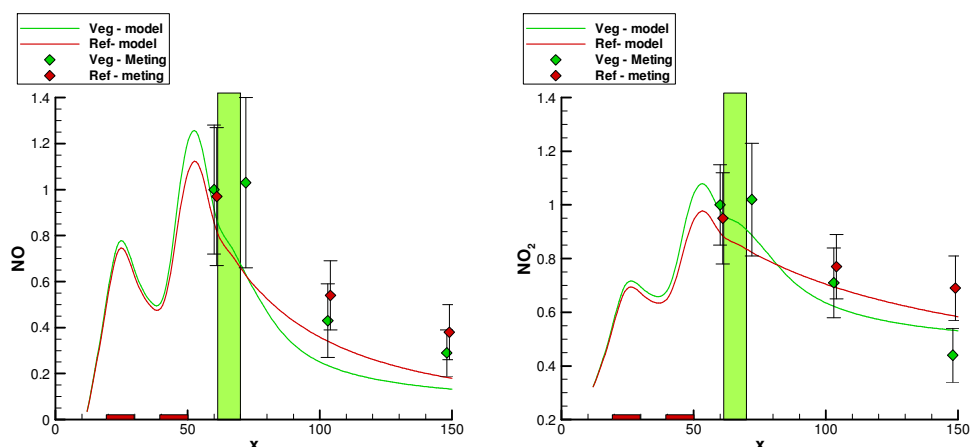 Veg - model
Ref- model
Veg - Meting
Ref - meting
1.4
1.2
1
0.8
0.6
0.4
0.2
0
NO
0 50 100 150
x
Veg - model
Ref- model
Veg - Meting
Ref - meting
1.4
1.2
1.0
0.8
0.6
0.4
0.2
NO2
0 50 100 150
x